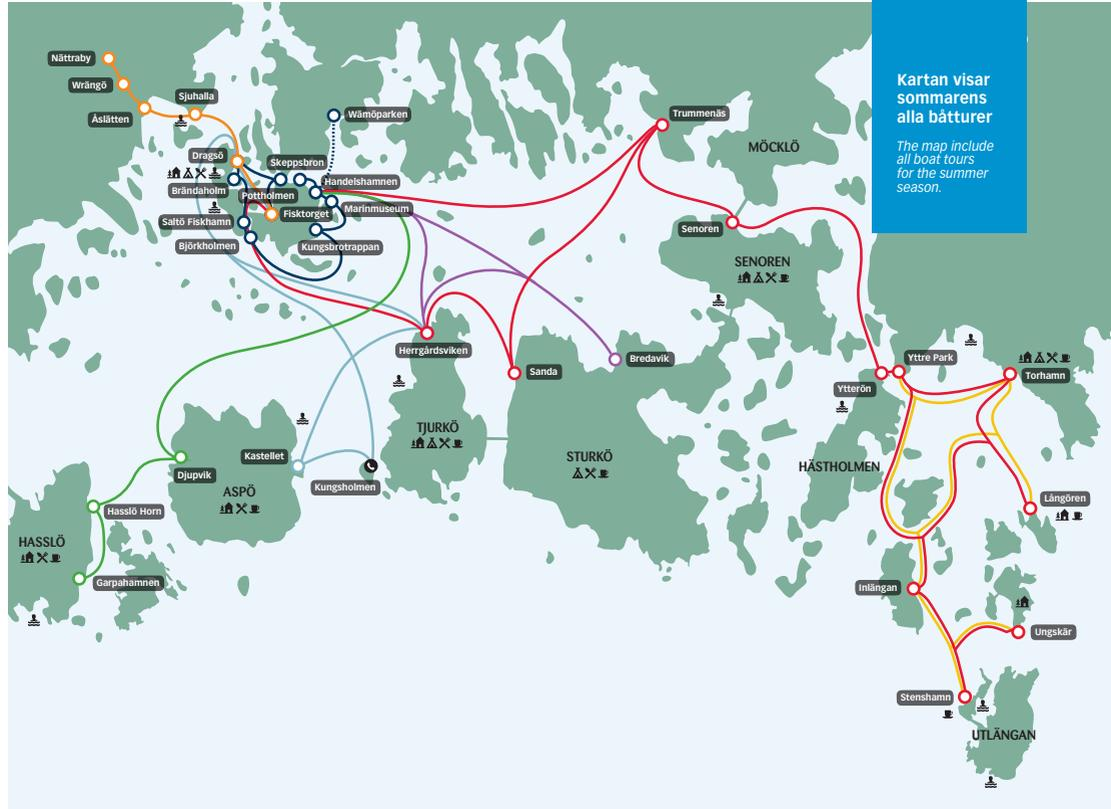 Kartan visar
sommarens
alla båtturer
The map include
all boat tours
for the summer
season.
Nättraby
Wrängö
Åslätten
Sjuhalla
Wämöparken
Trummenäs
MÖCKLÖ
Dragsö
Skeppsbron
Brändaholm
Pottholmen
Handelshamnen
Marinmuseum
Saltö Fiskhamn
Fisktorget
Björkholmen
Kungsbrotrappan
Senoren
SENOREN
Herrgårdsviken
Sanda
Bredavik
Yttre Park
Ytterön
Torhamn
TJURKÖ
Kastellet
STURKÖ
HÄSTHOLMEN
Djupvik
ASPÖ
Kungsholmen
Långören
Hasslö Horn
HASSLÖ
Garpahamnen
Inlängan
Ungskär
Stenshamn
UTLÄNGAN